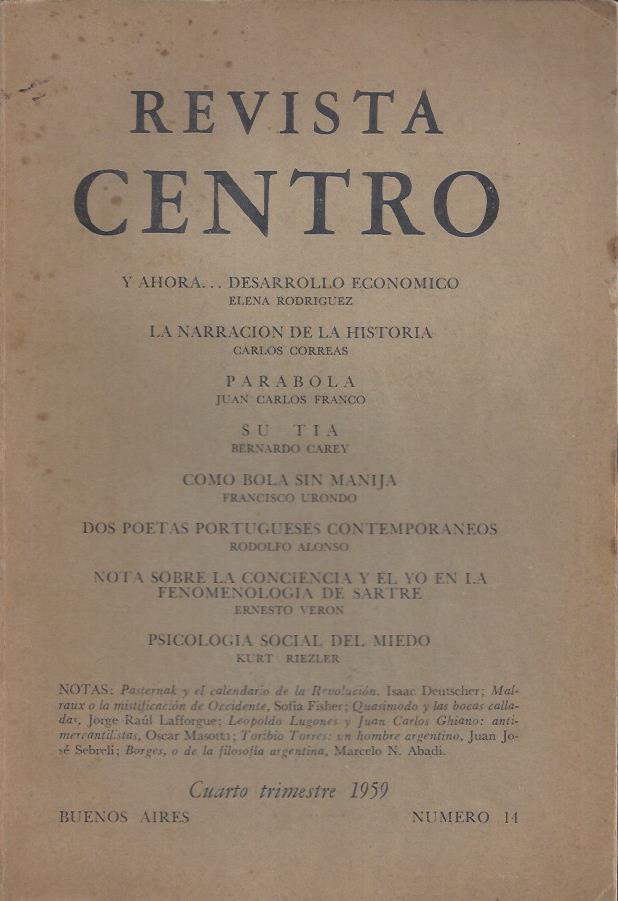 REVISTA
CENTRO
Y AHORA... DESARROLLO ECONOMICO
ELENA RODRIGUEZ
LA NARRACION DE LA HISTORIA
CARLOS CORREAS
PARABOLA
JUAN CARLOS FRANCO
SU TIA
BERNARDO CAREY
COMO BOLA SIN MANIJA
FRANCISCO URONDO
DOS POETAS PORTUGUESES CONTEMPORANEOS
RODOLFO ALONSO
NOTA SOBRE LA CONCIENCIA Y EL YO EN LA
FENOMENOLOGIA DE SARTRE
ERNESTO VERON
PSICOLOGIA SOCIAL DEL MIEDO
KURT RIEZLER
NOTAS: Pasternak y el calendario de la Revolución. Isaac Deutscher; Mal-
raux o la mistificación de Occidente, Sofía Fisher; Quasimodo y las bocas calla-
das, Jorge Raúl Lafforgue; Leopoldo Lugones y Juan Carlos Ghiano: anti-
mercantilistas, Oscar Masotta; Toribio Torres: un hombre argentino, Juan Jo-
sé Sebreli; Borges, o de la filosofía argentina, Marcelo N. Abadi.
Cuarto trimestre 1959
BUENOS AIRES NUMERO 14